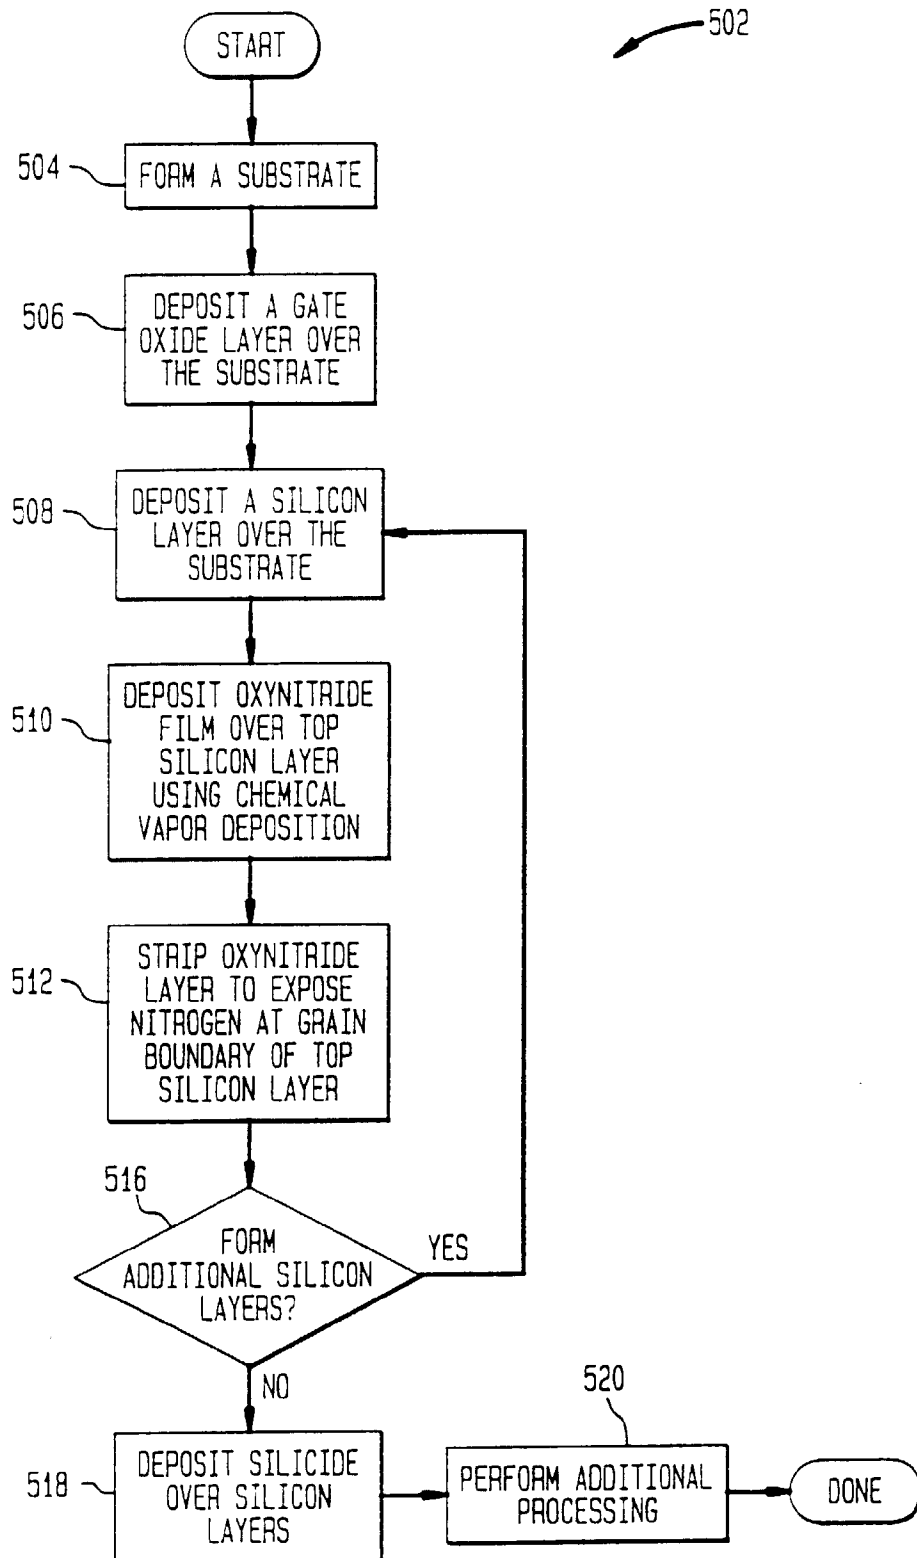 502
START
504
FORM A SUBSTRATE
506
DEPOSIT A GATE
OXIDE LAYER OVER
THE SUBSTRATE
508
DEPOSIT A SILICON
LAYER OVER THE
SUBSTRATE
510
DEPOSIT OXYNITRIDE
FILM OVER TOP
SILICON LAYER
USING CHEMICAL
VAPOR DEPOSITION
512
STRIP OXYNITRIDE
LAYER TO EXPOSE
NITROGEN AT GRAIN
BOUNDARY OF TOP
SILICON LAYER
516
FORM
ADDITIONAL SILICON
LAYERS?
YES
NO
518
DEPOSIT SILICIDE
OVER SILICON
LAYERS
520
PERFORM ADDITIONAL
PROCESSING
DONE